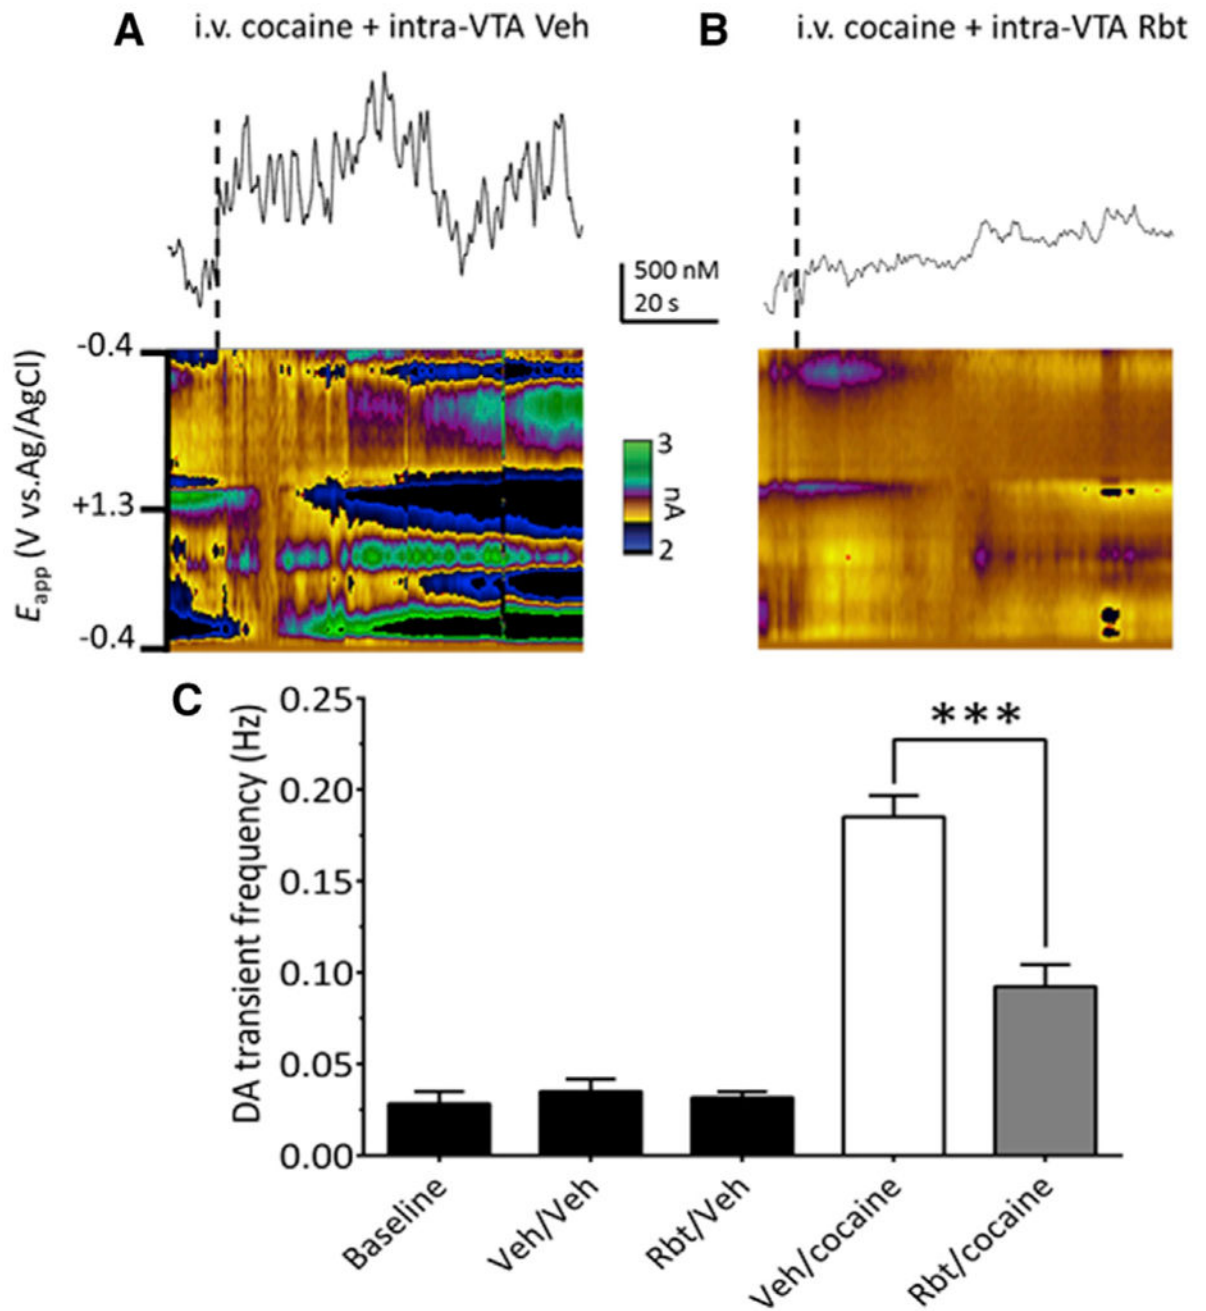 A i.v. cocaine + intra-VTA Veh
B i.v. cocaine + intra-VTA Rbt
500 nM
20 s
Eapp (V vs.Ag/AgCl)
-0.4
+1.3
-0.4
3
nA
2
C
DA transient frequency (Hz)
0.25
0.20
0.15
0.10
0.05
0.00
***
Baseline
Veh/Veh
Rbt/Veh
Veh/cocaine
Rbt/cocaine